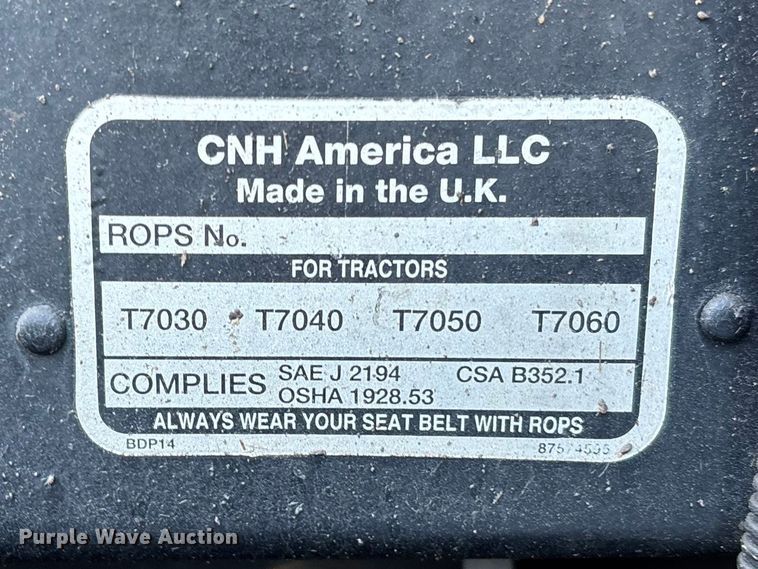 CNH America LLC
Made in the U.K.
ROPS No.
FOR TRACTORS
T7030 T7040 T7050 T7060
COMPLIES SAE J 2194 CSA B352.1
OSHA 1928.53
ALWAYS WEAR YOUR SEAT BELT WITH ROPS
BDP14
Purple Wave Auction